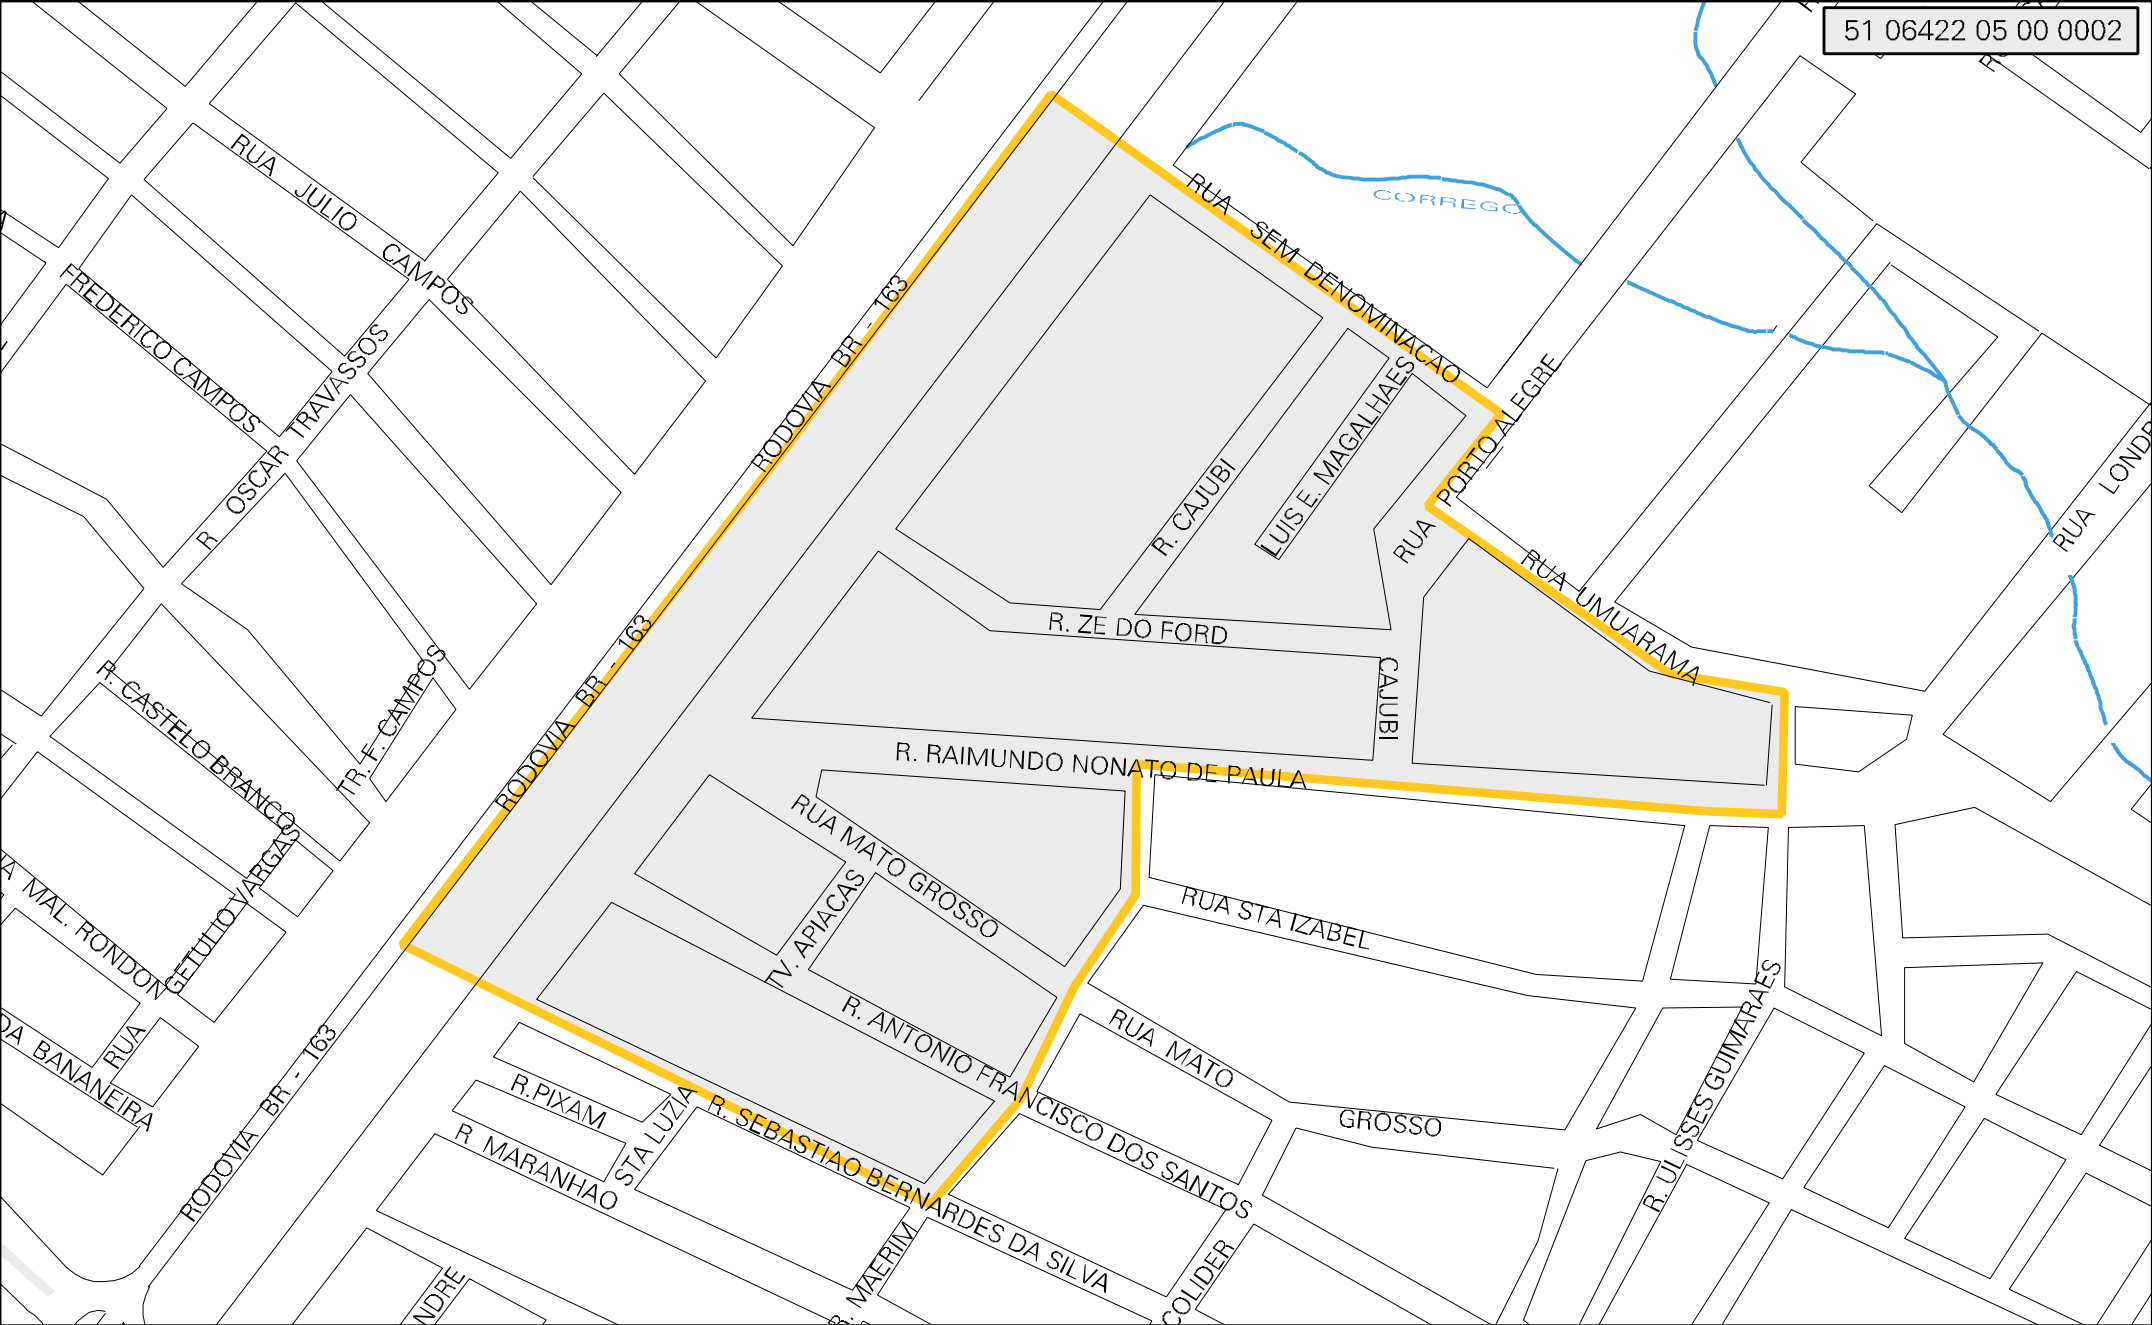 51 06422 05 00 0002
RUA JULIO CAMPOS
FREDERICO CAMPOS
R OSCAR TRAVASSOS
CORREGO
RUA SEM DENOMINACAO
RODOVIA BR - 163
LUIS E. MAGALHAES
R. CAJUBI
RUA PORTO ALEGRE
RUA UMUARAMA
RUA LONDR
R. ZE DO FORD
CAJUBI
RODOVIA BR - 163
TR. F. CAMPOS
R. CASTELO BRANCO
R. RAIMUNDO NONATO DE PAULA
RUA MATO GROSSO
TV. APIACAS
RUA GETULIO VARGAS
A MAL. RONDON
RUA STA IZABEL
R. ANTONIO FRANCISCO DOS SANTOS
RUA MATO GROSSO
R. ULISSES GUIMARAES
DA BANANEIRA
RODOVIA BR - 163
R.PIXAM
STA LUZIA
R. SEBASTIAO BERNARDES DA SILVA
R MARANHAO
R. MAERIM
COLIDER
NDRE